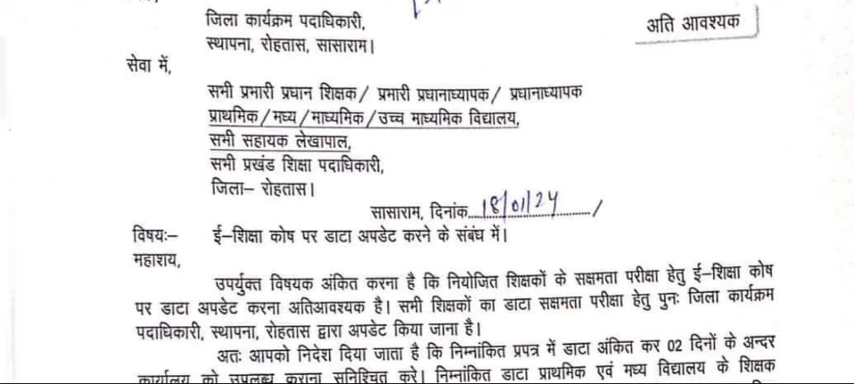 जिला कार्यक्रम पदाधिकारी,
अति आवश्यक
स्थापना, रोहतास, सासाराम।
सेवा में,
सभी प्रभारी प्रधान शिक्षक/ प्रभारी प्रधानाध्यापक/ प्रधानाध्यापक
प्राथमिक/मध्य/माध्यमिक/उच्च माध्यमिक विद्यालय,
सभी सहायक लेखापाल,
सभी प्रखंड शिक्षा पदाधिकारी,
जिला– रोहतास।
सासाराम, दिनांक..18/01/24....../
विषयः– ई–शिक्षा कोष पर डाटा अपडेट करने के संबंध में।
महाशय,
उपर्युक्त विषयक अंकित करना है कि नियोजित शिक्षकों के सक्षमता परीक्षा हेतु ई–शिक्षा कोष
पर डाटा अपडेट करना अतिआवश्यक है। सभी शिक्षकों का डाटा सक्षमता परीक्षा हेतु पुनः जिला कार्यक्रम
पदाधिकारी, स्थापना, रोहतास द्वारा अपडेट किया जाना है।
अतः आपको निदेश दिया जाता है कि निम्नांकित प्रपत्र में डाटा अंकित कर 02 दिनों के अन्दर
कार्यालय को उपलब्ध कराना सुनिश्चित करे। निम्नांकित डाटा प्राथमिक एवं मध्य विद्यालय के शिक्षक